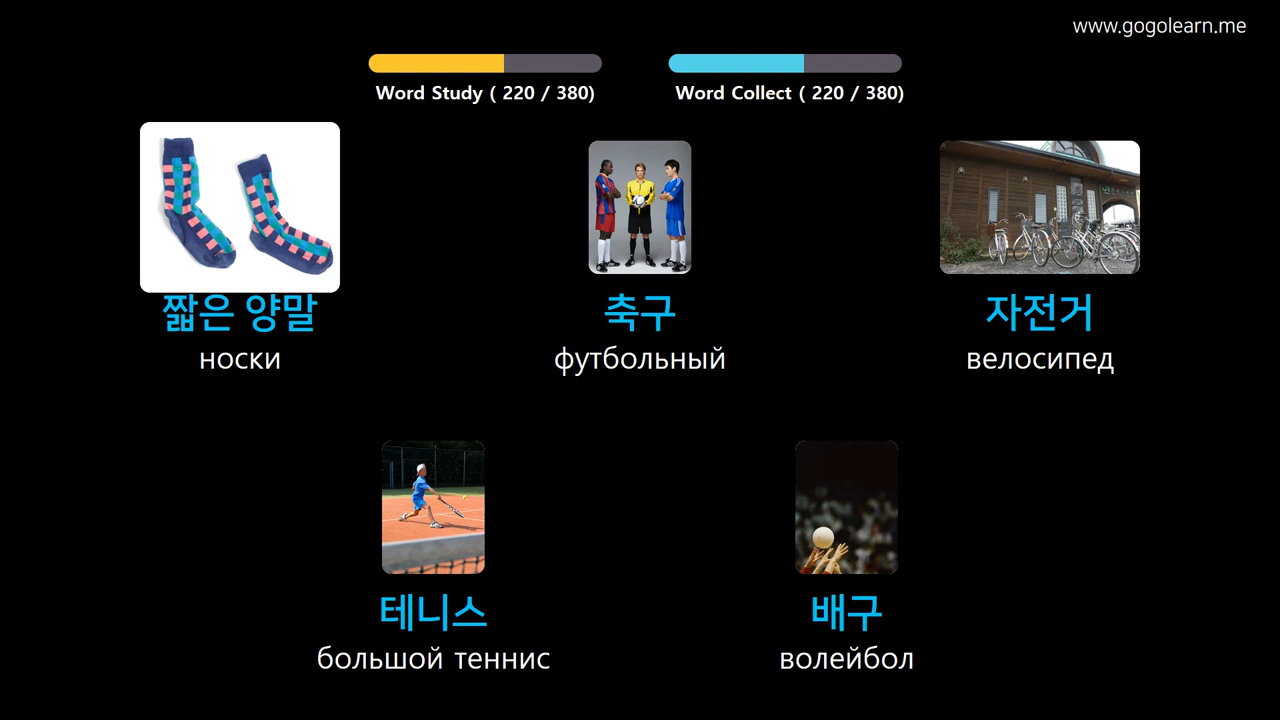 www.gogolearn.me
Word Study ( 220 / 380)
Word Collect ( 220 / 380)
짧은 양말
носки
축구
футбольный
자전거
велосипед
테니스
большой теннис
배구
волейбол